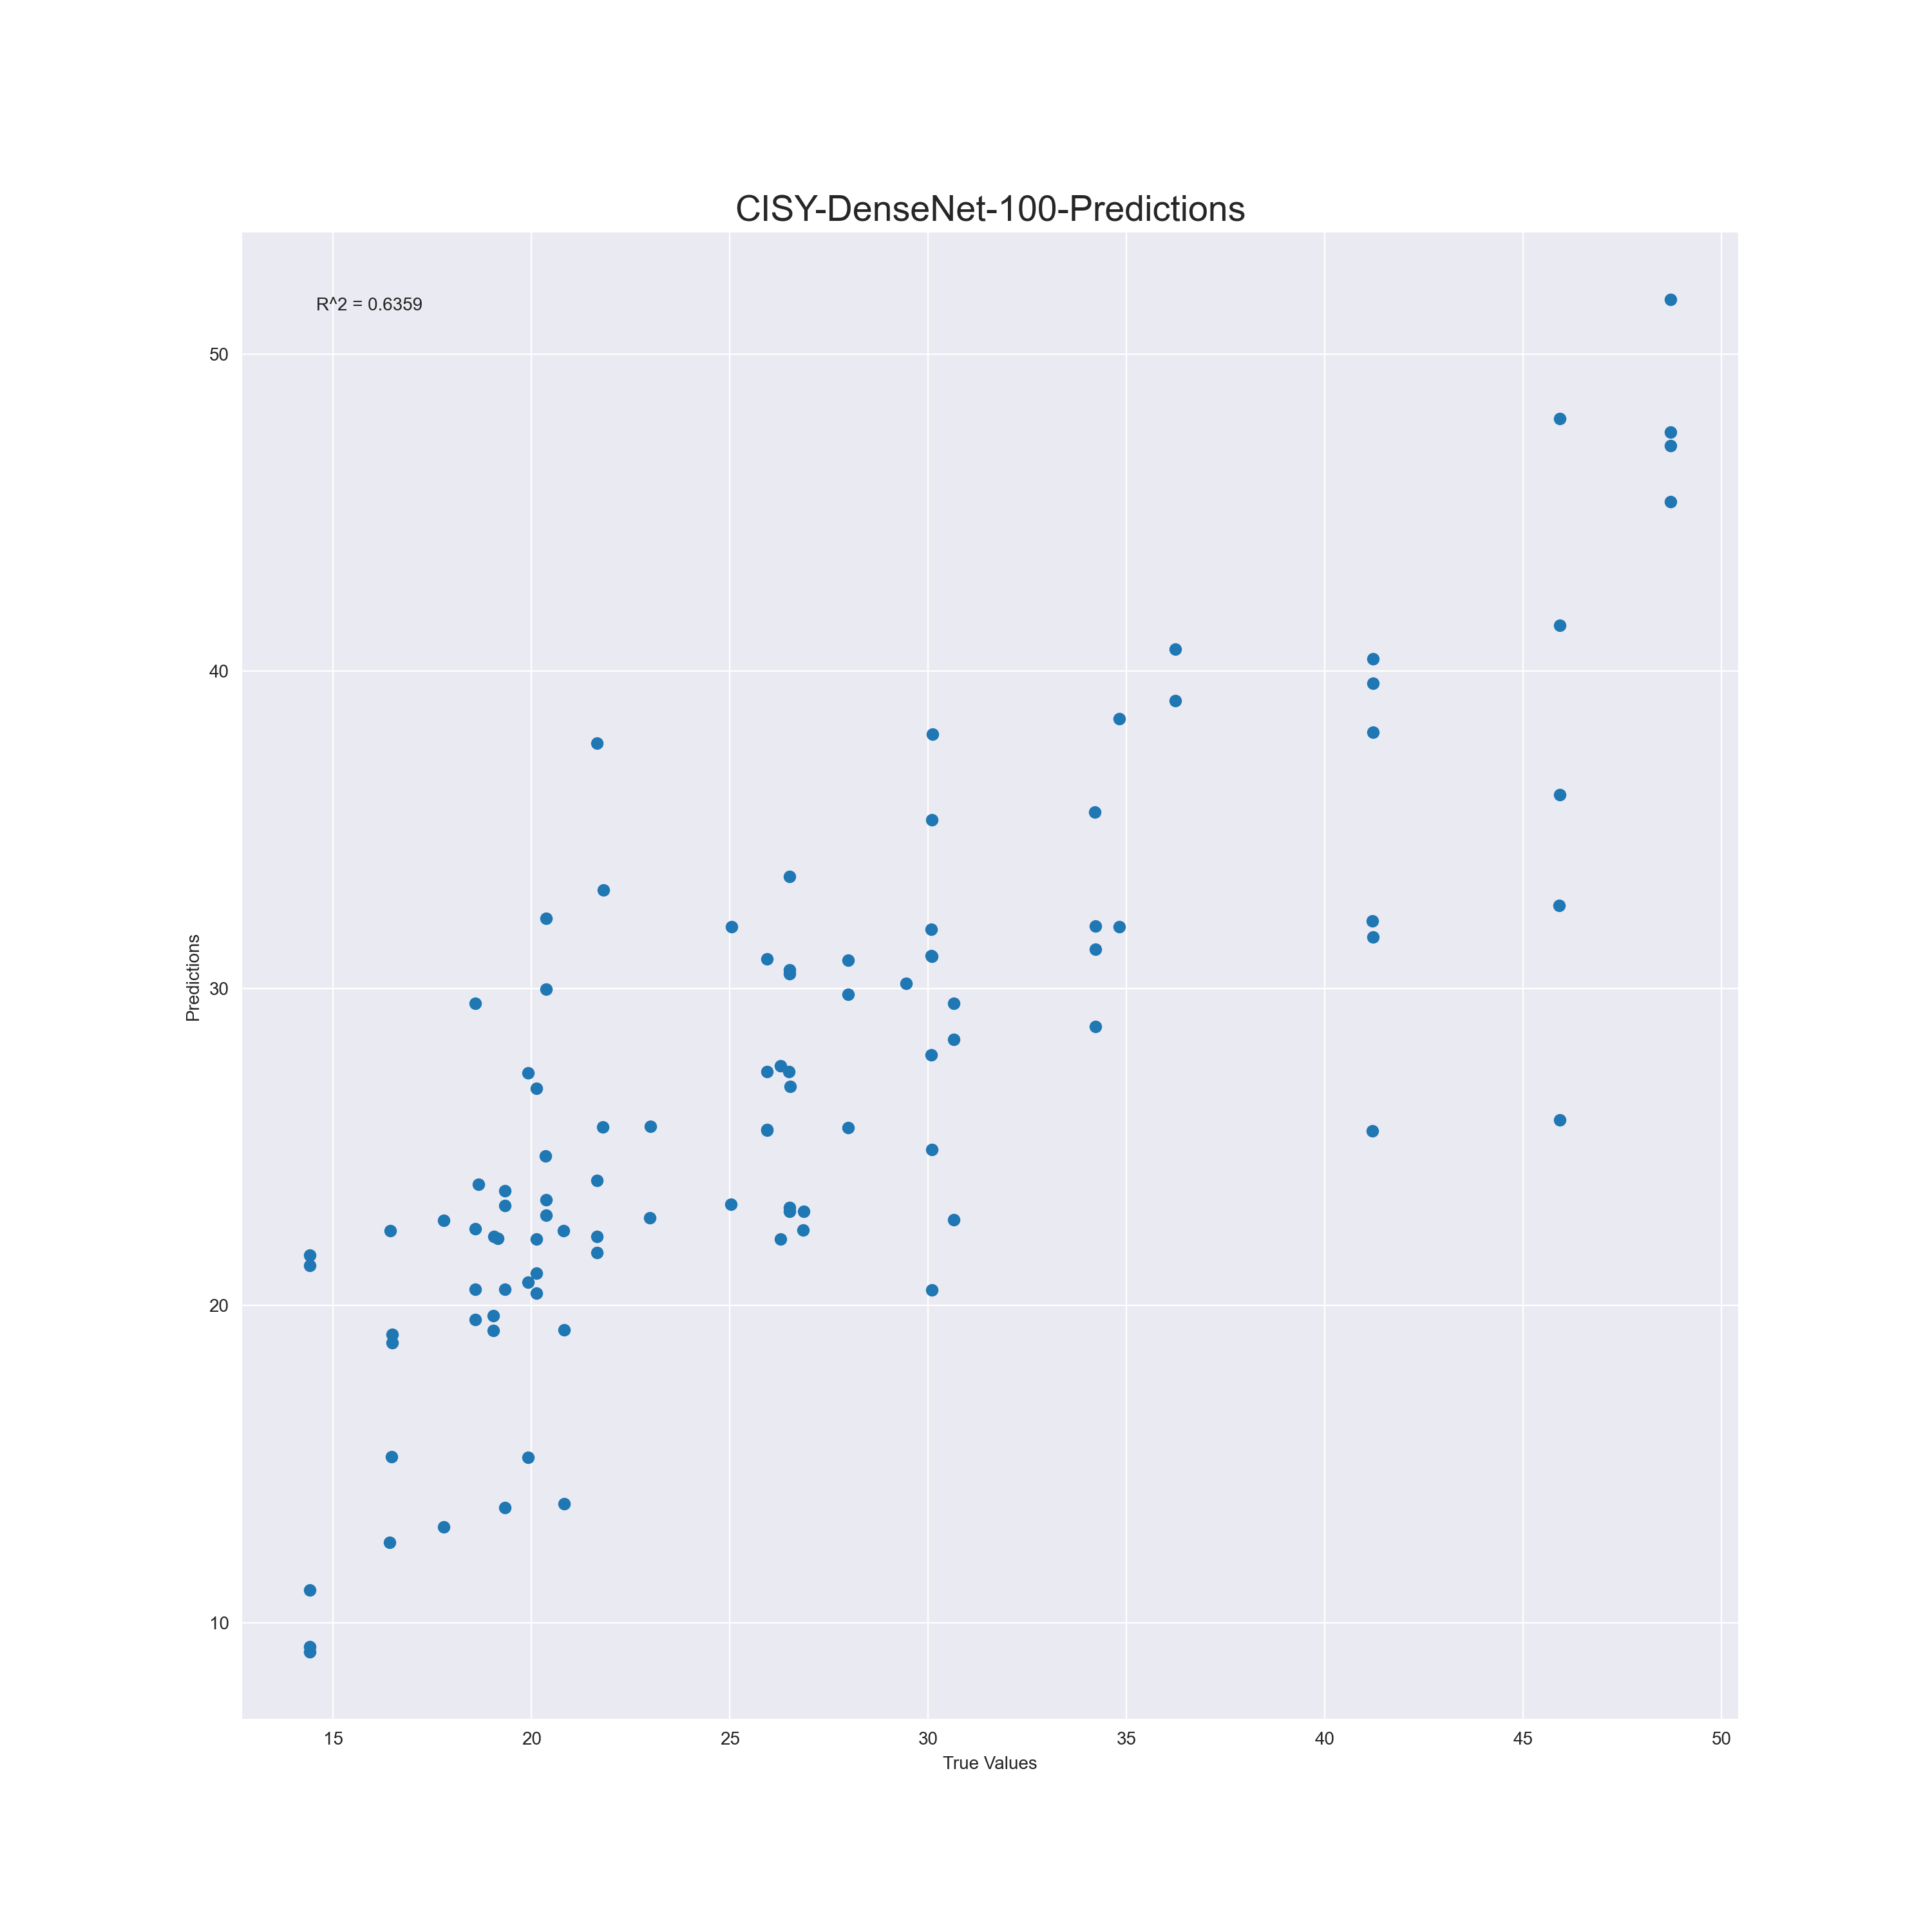 CISY-DenseNet-100-Predictions
R^2 = 0.6359
50
40
30
20
10
Predictions
15 20 25 30 35 40 45 50
True Values